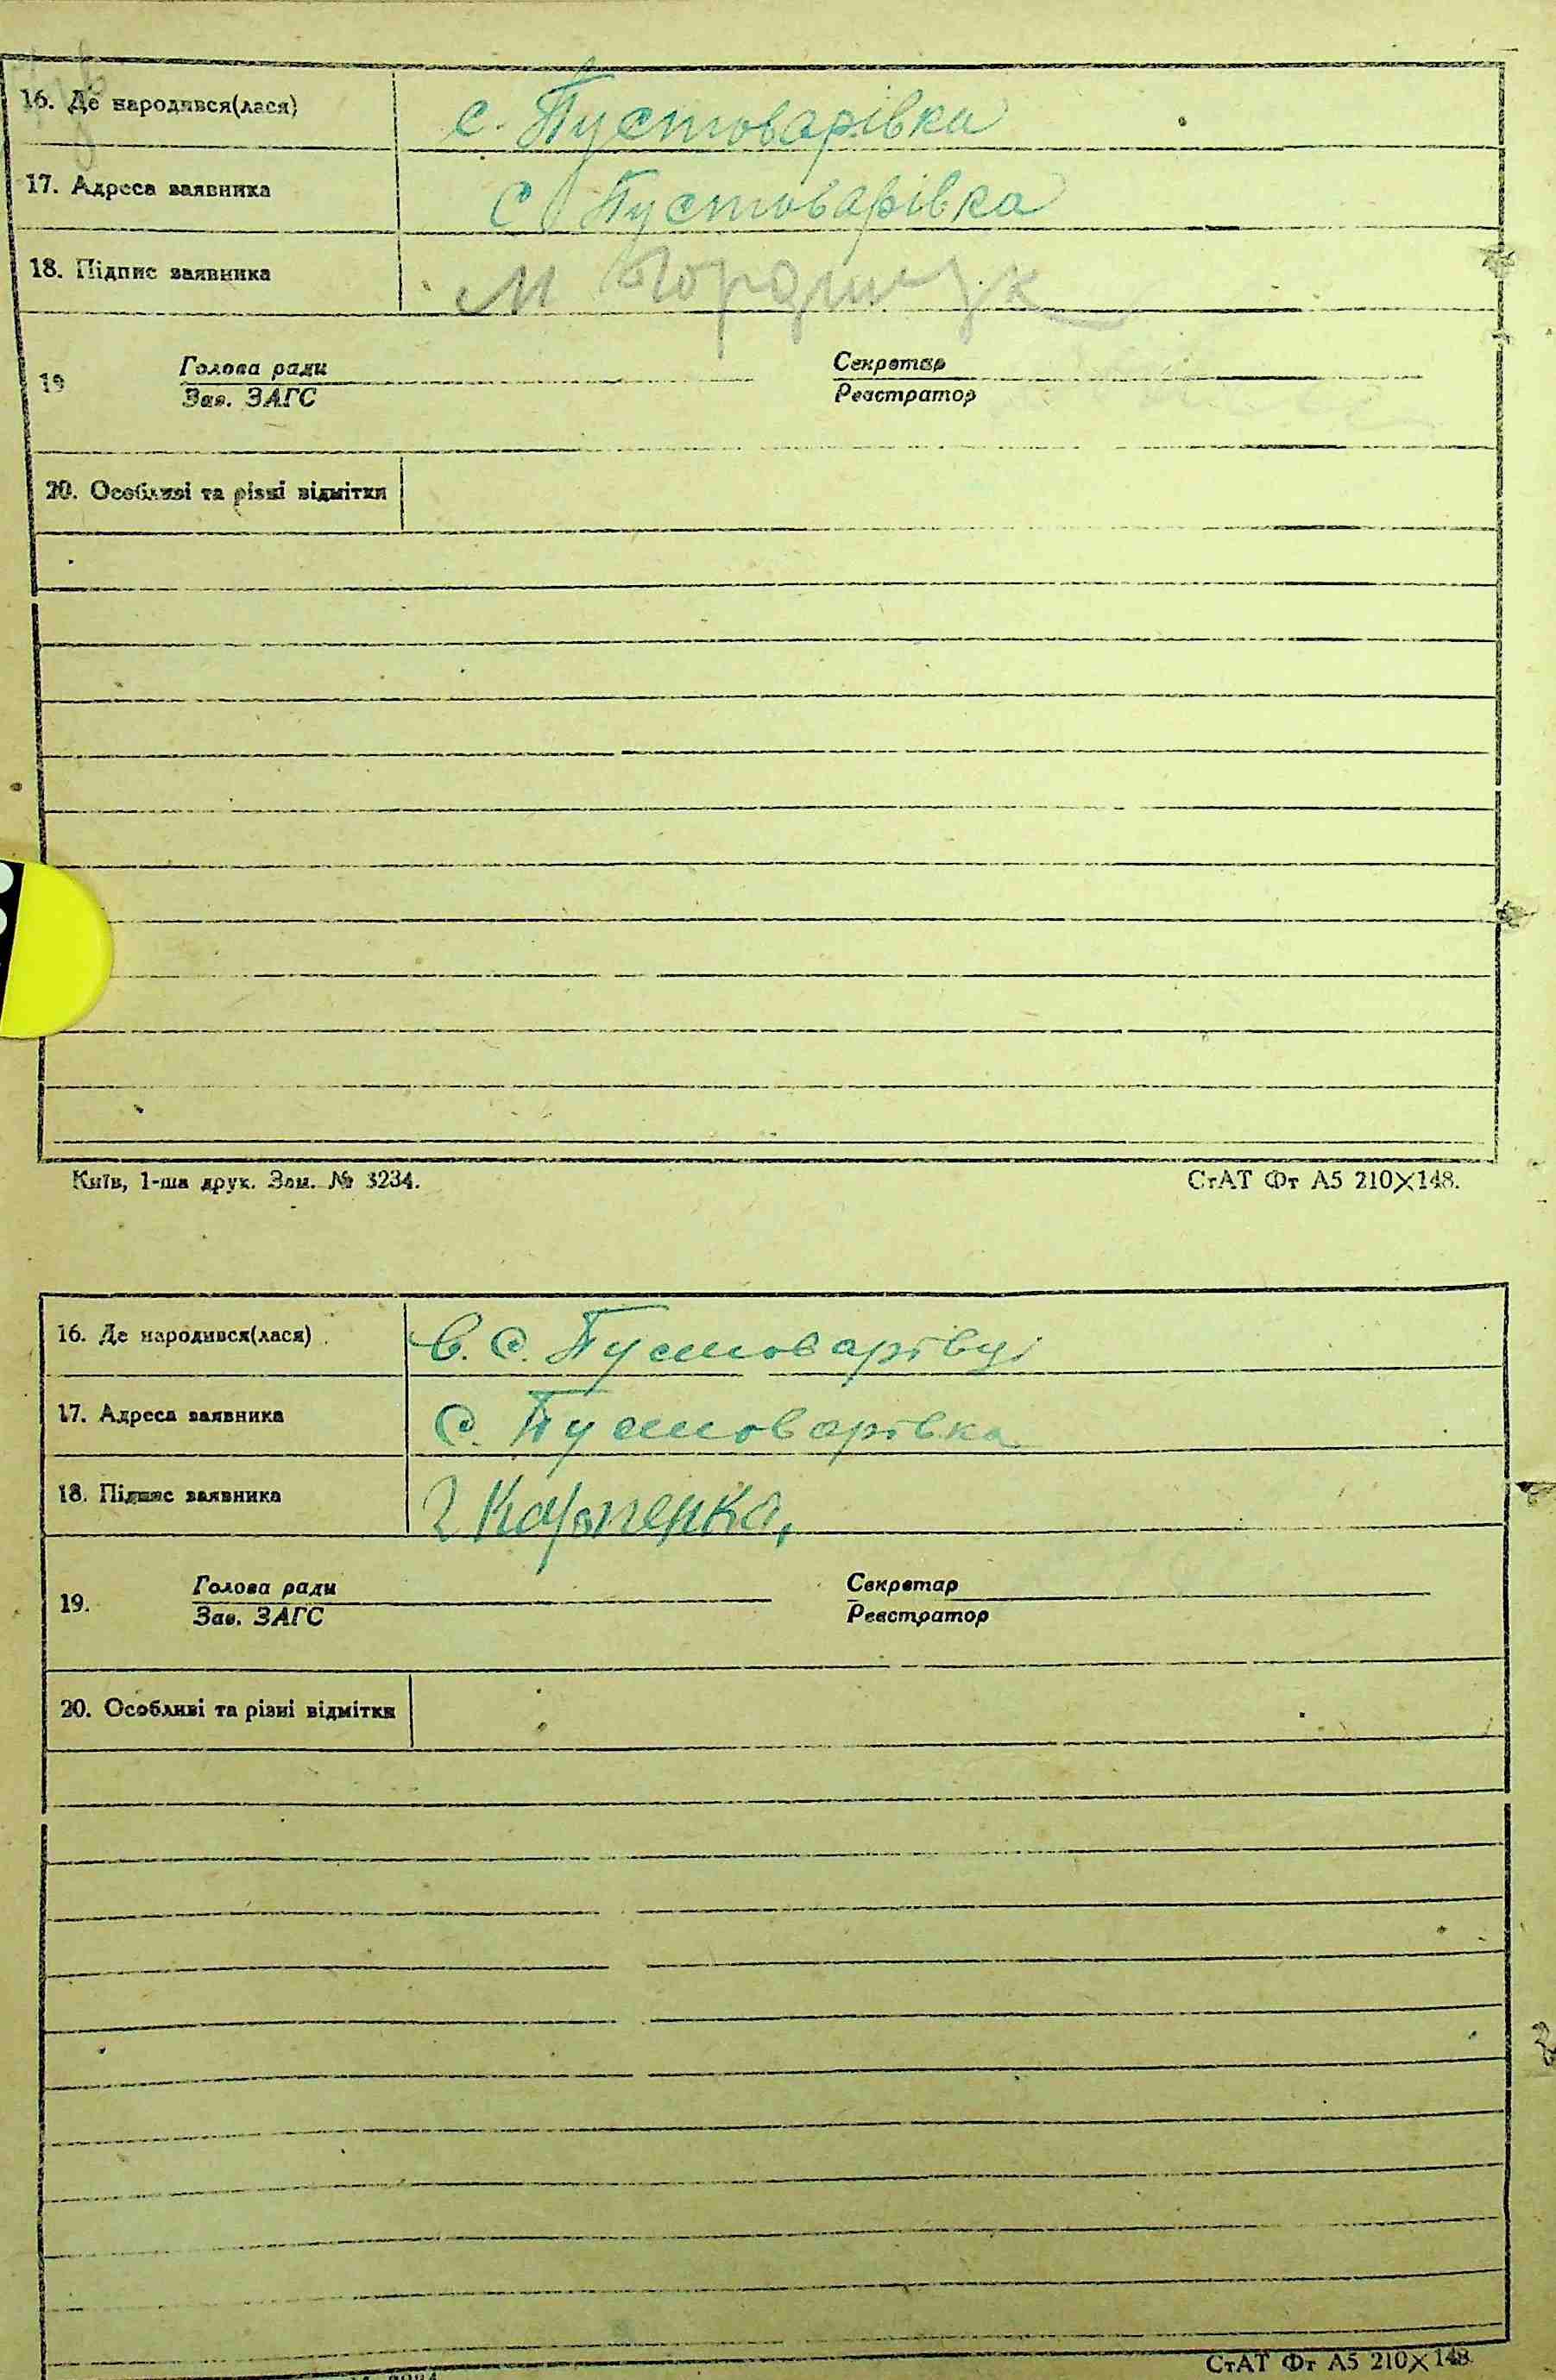 16. Де народився(лася) с. Пустоварівка
17. Адреса заявника С Пустоварівка
18. Підпис заявника М
19 Голова ради Секретар
Зав. ЗАГС Реєстратор
20. Особливі та різні відмітки
Київ, 1-ша друк. Зам. № 3234. СтАТ Фт А5 210×148.
16. Де народився(лася) в. с. Пустоварівці
17. Адреса заявника с. Пустоварівка
18. Підпис заявника Карпенко
19. Голова ради Секретар
Зав. ЗАГС Реєстратор
20. Особливі та різні відмітки
СтАТ Фт А5 210×148